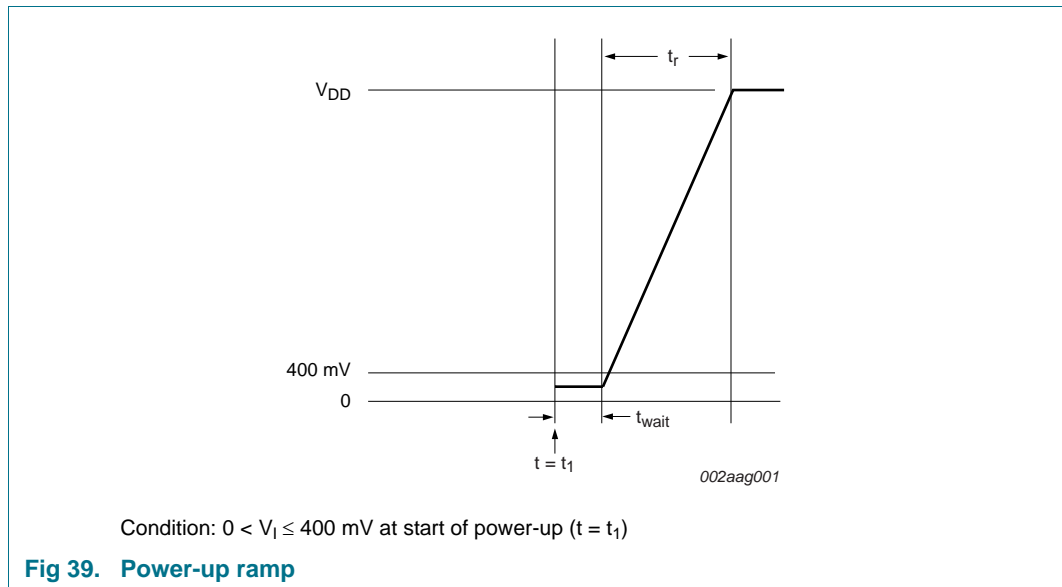 t_r
V_DD
400 mV
0
t_wait
t = t_1
002aag001
Condition: 0 < V_I ≤ 400 mV at start of power-up (t = t_1)
Fig 39. Power-up ramp